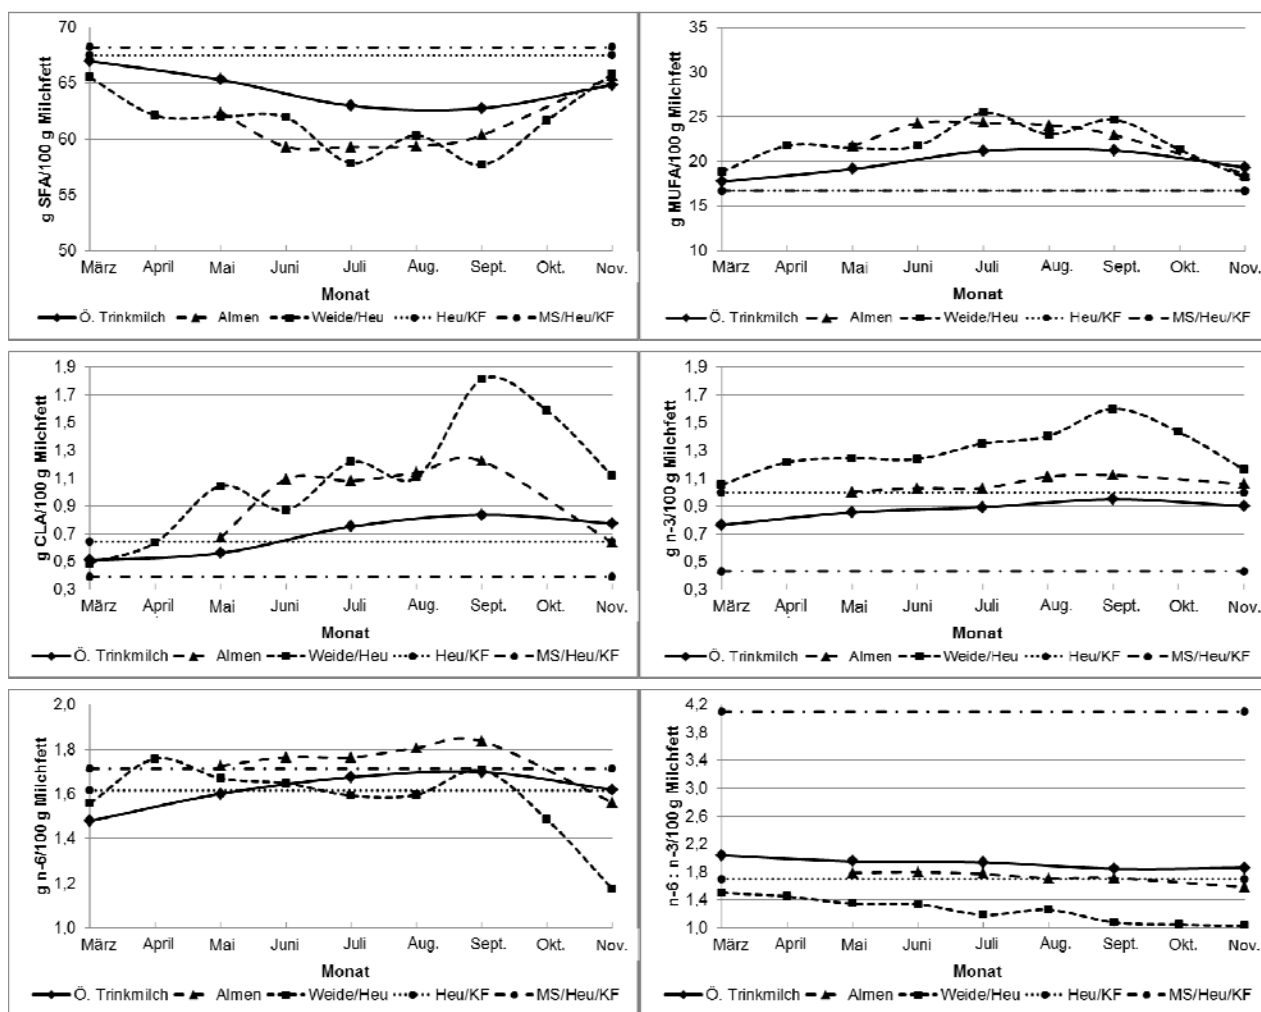 g SFA/100 g Milchfett
70
65
60
55
50
März April Mai Juni Juli Aug. Sept. Okt. Nov.
Monat
Ö. Trinkmilch Almen Weide/Heu Heu/KF MS/Heu/KF
g MUFA/100 g Milchfett
35
30
25
20
15
10
März April Mai Juni Juli Aug. Sept. Okt. Nov.
Monat
Ö. Trinkmilch Almen Weide/Heu Heu/KF MS/Heu/KF
g CLA/100 g Milchfett
1,9
1,7
1,5
1,3
1,1
0,9
0,7
0,5
0,3
März April Mai Juni Juli Aug. Sept. Okt. Nov.
Monat
Ö. Trinkmilch Almen Weide/Heu Heu/KF MS/Heu/KF
g n-3/100 g Milchfett
1,9
1,7
1,5
1,3
1,1
0,9
0,7
0,5
0,3
März April Mai Juni Juli Aug. Sept. Okt. Nov.
Monat
Ö. Trinkmilch Almen Weide/Heu Heu/KF MS/Heu/KF
g n-6/100 g Milchfett
2,0
1,8
1,6
1,4
1,2
1,0
März April Mai Juni Juli Aug. Sept. Okt. Nov.
Monat
Ö. Trinkmilch Almen Weide/Heu Heu/KF MS/Heu/KF
n-6 : n-3/100 g Milchfett
4,2
3,8
3,4
3,0
2,6
2,2
1,8
1,4
1,0
März April Mai Juni Juli Aug. Sept. Okt. Nov.
Monat
Ö. Trinkmilch Almen Weide/Heu Heu/KF MS/Heu/KF